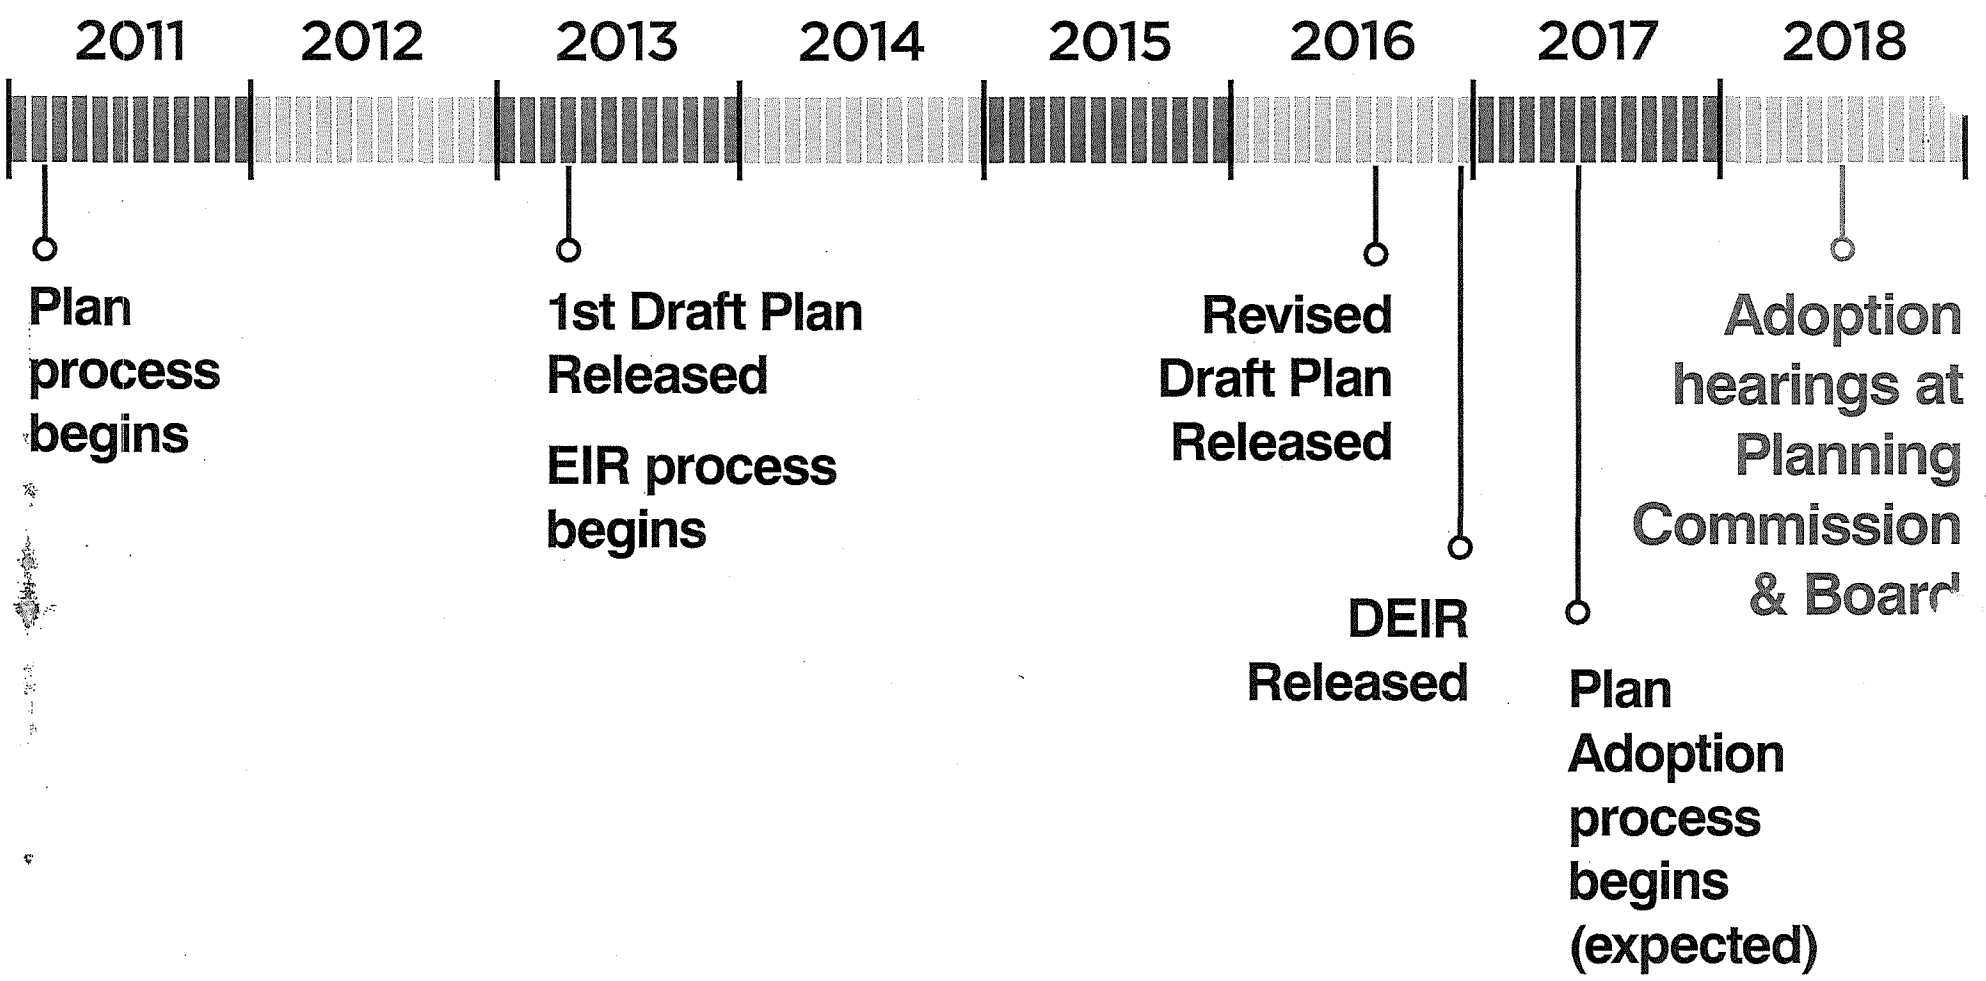 2011 2012 2013 2014 2015 2016 2017 2018
Plan
process
begins
1st Draft Plan
Released
EIR process
begins
Revised
Draft Plan
Released
DEIR
Released
Plan
Adoption
process
begins
(expected)
Adoption
hearings at
Planning
Commission
& Board